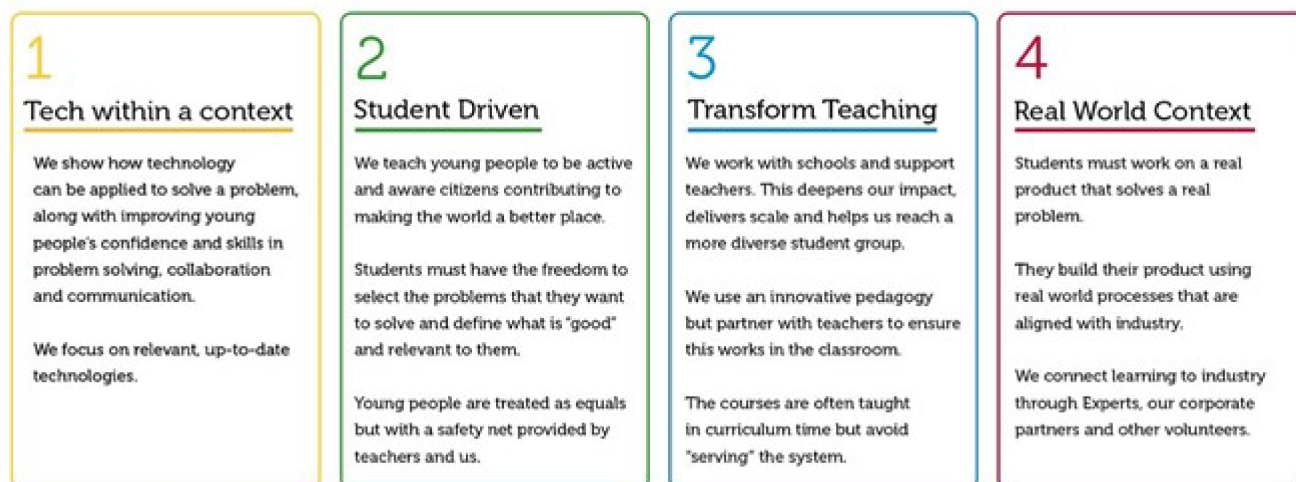 1
Tech within a context
We show how technology
can be applied to solve a problem,
along with improving young
people's confidence and skills in
problem solving, collaboration
and communication.
We focus on relevant, up-to-date
technologies.
2
Student Driven
We teach young people to be active
and aware citizens contributing to
making the world a better place.
Students must have the freedom to
select the problems that they want
to solve and define what is "good"
and relevant to them.
Young people are treated as equals
but with a safety net provided by
teachers and us.
3
Transform Teaching
We work with schools and support
teachers. This deepens our impact,
delivers scale and helps us reach a
more diverse student group.
We use an innovative pedagogy
but partner with teachers to ensure
this works in the classroom.
The courses are often taught
in curriculum time but avoid
"serving" the system.
4
Real World Context
Students must work on a real
product that solves a real
problem.
They build their product using
real world processes that are
aligned with industry.
We connect learning to industry
through Experts, our corporate
partners and other volunteers.